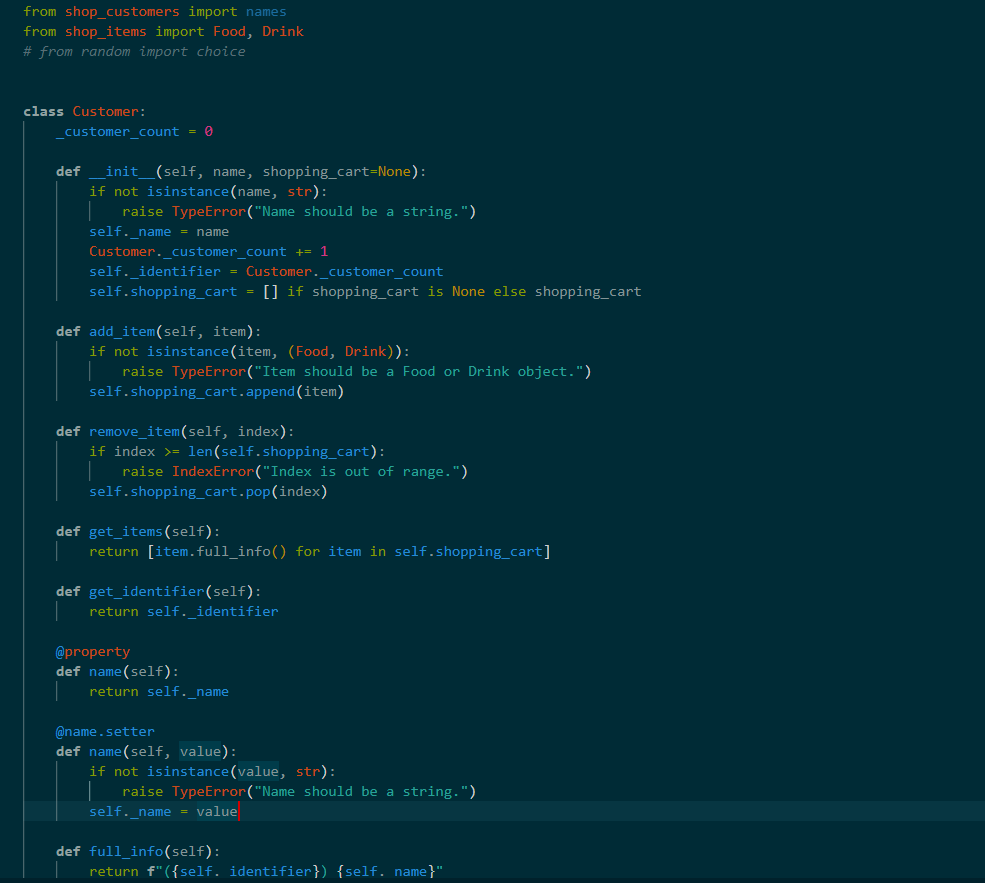 from shop_customers import names
from shop_items import Food, Drink
# from random import choice
class Customer:
    _customer_count = 0
    def __init__(self, name, shopping_cart=None):
        if not isinstance(name, str):
            raise TypeError("Name should be a string.")
        self._name = name
        Customer._customer_count += 1
        self._identifier = Customer._customer_count
        self.shopping_cart = [] if shopping_cart is None else shopping_cart
    def add_item(self, item):
        if not isinstance(item, (Food, Drink)):
            raise TypeError("Item should be a Food or Drink object.")
        self.shopping_cart.append(item)
    def remove_item(self, index):
        if index >= len(self.shopping_cart):
            raise IndexError("Index is out of range.")
        self.shopping_cart.pop(index)
    def get_items(self):
        return [item.full_info() for item in self.shopping_cart]
    def get_identifier(self):
        return self._identifier
    @property
    def name(self):
        return self._name
    @name.setter
    def name(self, value):
        if not isinstance(value, str):
            raise TypeError("Name should be a string.")
        self._name = value
    def full_info(self):
        return f"({self._identifier}) {self._name}"